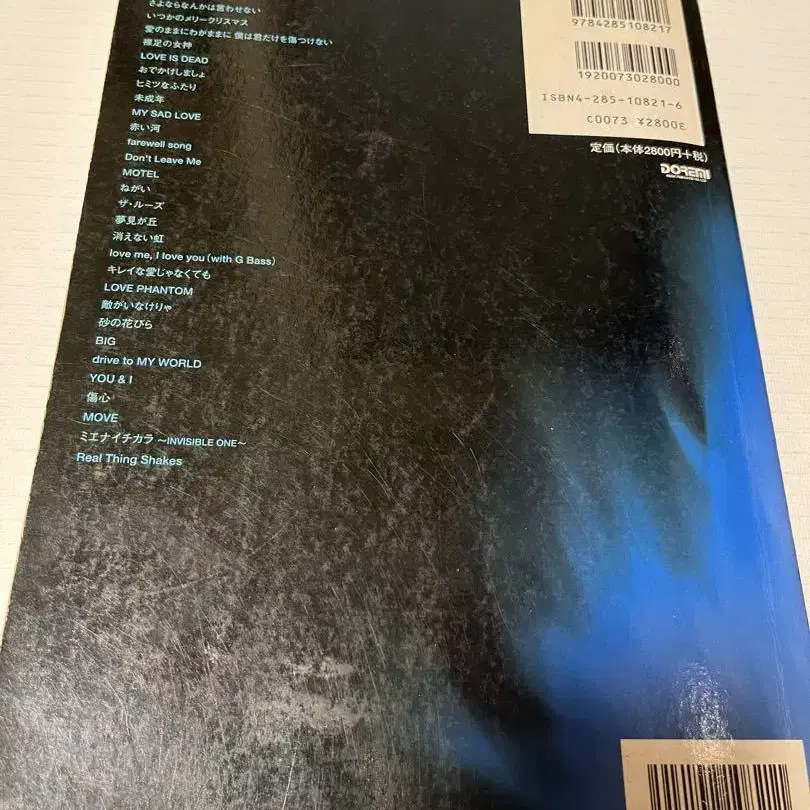 さよならなんかは言わせない
いつかのメリークリスマス
愛のままにわがままに 僕は君だけを傷つけない
裸足の女神
LOVE IS DEAD
おでかけしましょ
ヒミツなふたり
未成年
MY SAD LOVE
赤い河
farewell song
Don't Leave Me
MOTEL
ねがい
ザ・ルーズ
夢見が丘
消えない虹
love me, I love you (with G Bass)
キレイな愛じゃなくても
LOVE PHANTOM
敵がいなけりゃ
砂の花びら
BIG
drive to MY WORLD
YOU & I
傷心
MOVE
ミエナイチカラ ~INVISIBLE ONE~
Real Thing Shakes
9784285108217
1920073028000
ISBN4-285-10821-6
C0073 ¥2800E
定価(本体2800円+税)
DOREMI